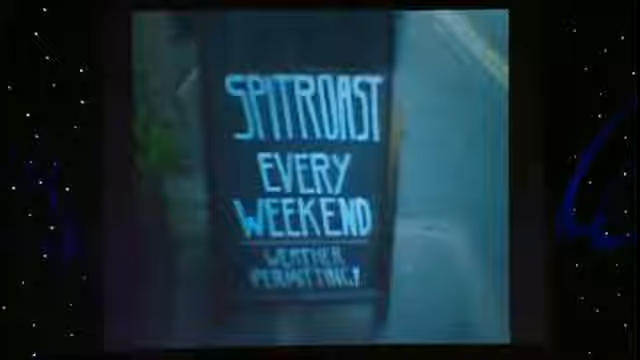 SPITROAST
EVERY
WEEKEND
WEATHER
PERMITTING!